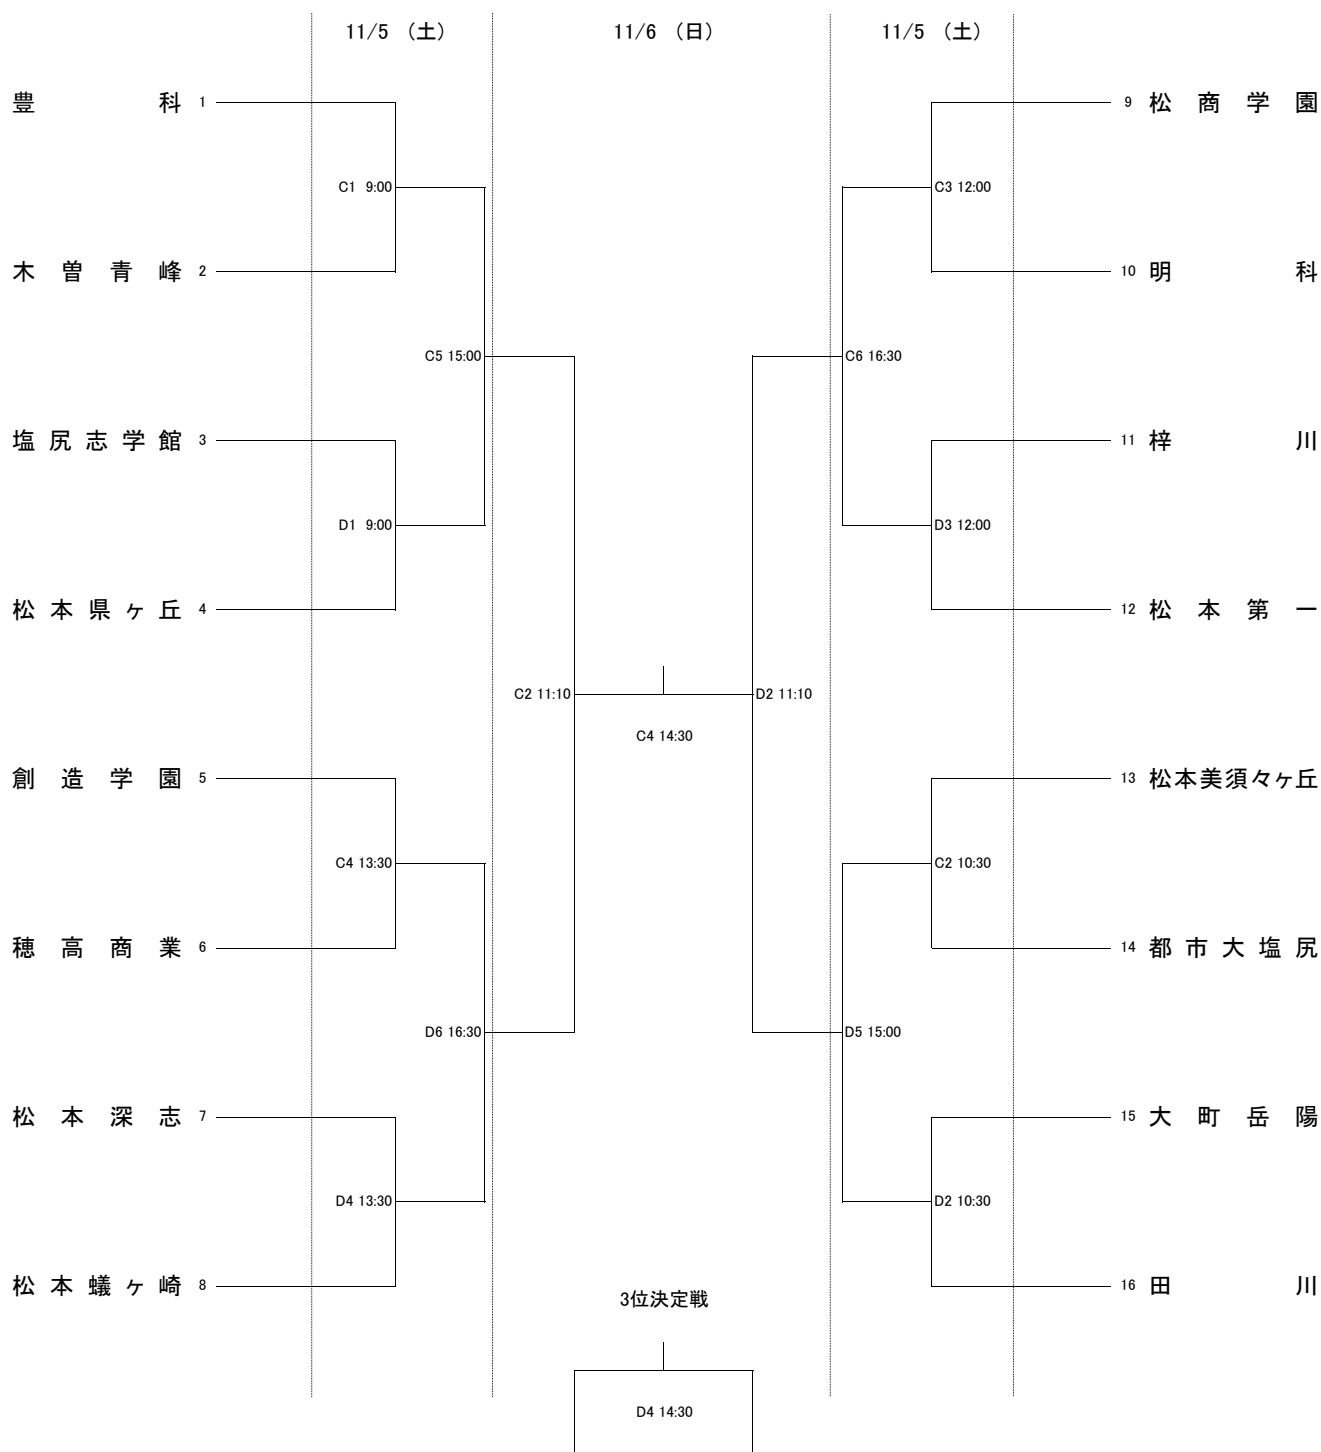 11/5 （土） 11/6 （日） 11/5 （土）
豊科 1 9 松商学園
C1 9:00 C3 12:00
木曽青峰 2 10 明科
C5 15:00 C6 16:30
塩尻志学館 3 11 梓川
D1 9:00 D3 12:00
松本県ヶ丘 4 12 松本第一
C2 11:10 D2 11:10
C4 14:30
創造学園 5 13 松本美須々ヶ丘
C4 13:30 C2 10:30
穂高商業 6 14 都市大塩尻
D6 16:30 D5 15:00
松本深志 7 15 大町岳陽
D4 13:30 D2 10:30
松本蟻ヶ崎 8 16 田川
3位決定戦
D4 14:30